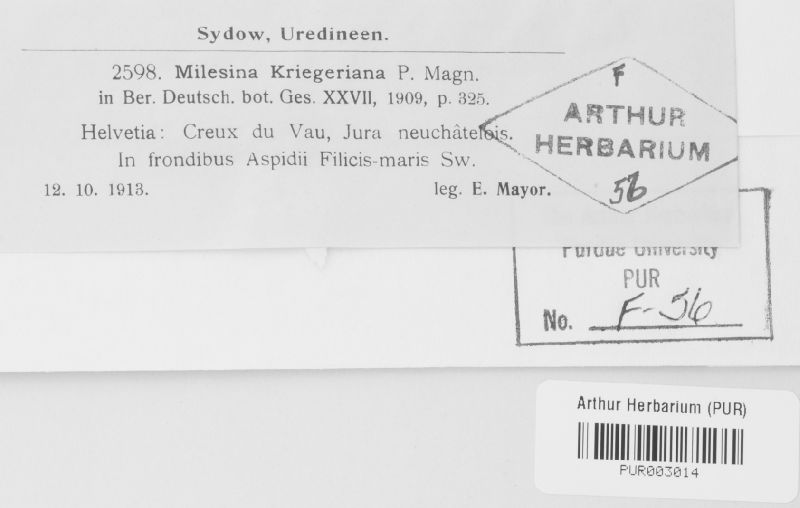 Sydow, Uredineen.
2598. Milesina Kriegeriana P. Magn.
in Ber. Deutsch. bot. Ges. XXVII, 1909, p. 325.
Helvetia: Creux du Vau, Jura neuchâtelois.
In frondibus Aspidii Filicis-maris Sw.
12. 10. 1913. leg. E. Mayor.
F
ARTHUR
HERBARIUM
56
Purdue University
PUR
No. F-56
Arthur Herbarium (PUR)
PUR003014